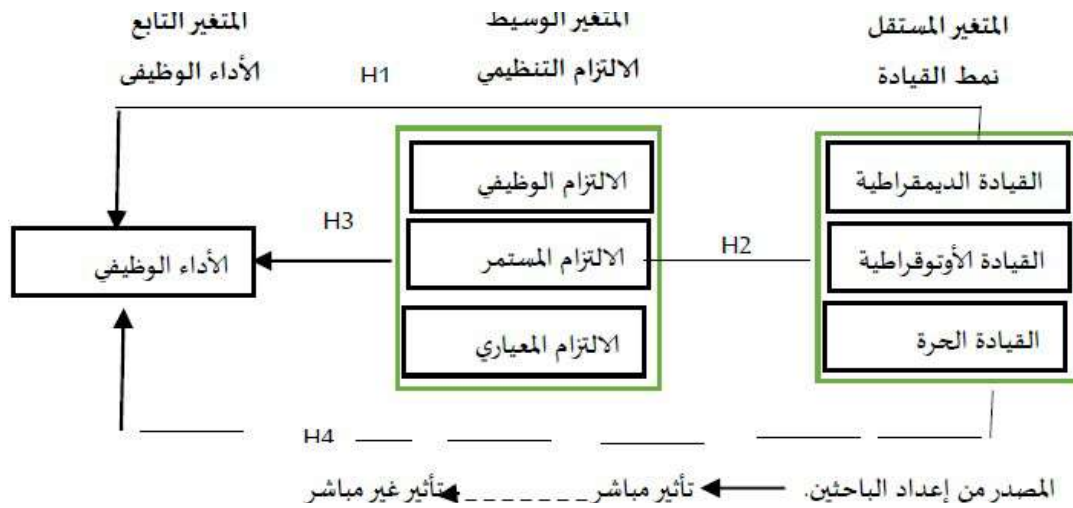 المتغير المستقل
المتغير الوسيط
المتغير التابع
نمط القيادة
الالتزام التنظيمي
الأداء الوظيفى
H1
القيادة الديمقراطية
القيادة الأوتوقراطية
القيادة الحرة
H2
الالتزام الوظيفي
الالتزام المستمر
الالتزام المعياري
H3
الأداء الوظيفي
H4
المصدر من إعداد الباحثين. تأثير مباشر تأثير غير مباشر